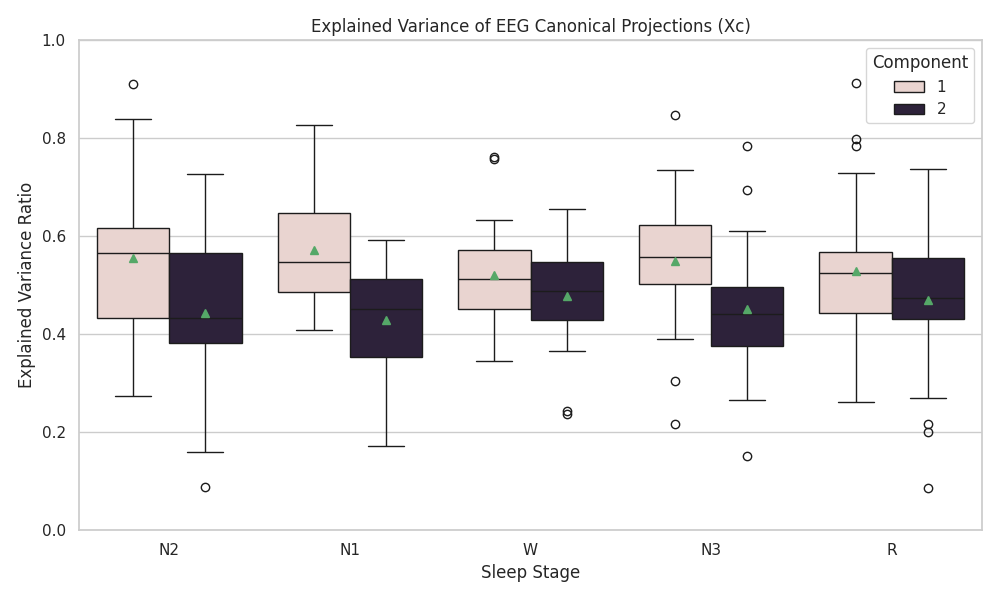 Explained Variance of EEG Canonical Projections (Xc)
Component
1
2
Explained Variance Ratio
1.0
0.8
0.6
0.4
0.2
0.0
N2 N1 W N3 R
Sleep Stage